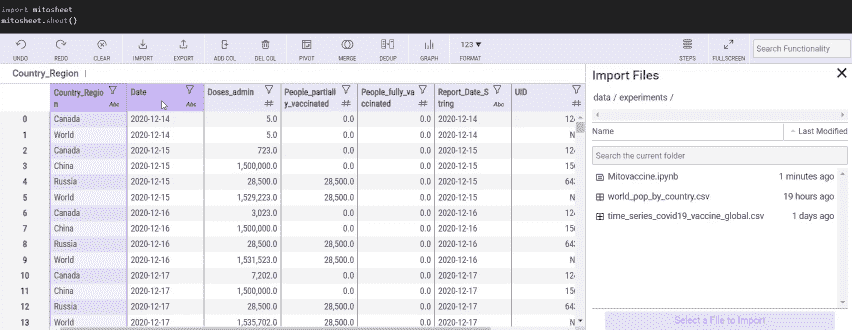 import mitosheet
mitosheet.sheet()
UNDO REDO CLEAR IMPORT EXPORT ADD COL DEL COL PIVOT MERGE DEDUP GRAPH 123 FORMAT STEPS FULLSCREEN Search Functionality
Country_Region
Country_Region Abc Date Abc Doses_admin # People_partially_vaccinated # People_fully_vaccinated # Report_Date_String Abc UID #
0 Canada 2020-12-14 5.0 0.0 0.0 2020-12-14 12
1 World 2020-12-14 5.0 0.0 0.0 2020-12-14 N
2 Canada 2020-12-15 723.0 0.0 0.0 2020-12-15 12
3 China 2020-12-15 1,500,000.0 0.0 0.0 2020-12-15 15
4 Russia 2020-12-15 28,500.0 28,500.0 0.0 2020-12-15 64
5 World 2020-12-15 1,529,223.0 28,500.0 0.0 2020-12-15 N
6 Canada 2020-12-16 3,023.0 0.0 0.0 2020-12-16 12
7 China 2020-12-16 1,500,000.0 0.0 0.0 2020-12-16 15
8 Russia 2020-12-16 28,500.0 28,500.0 0.0 2020-12-16 64
9 World 2020-12-16 1,531,523.0 28,500.0 0.0 2020-12-16 N
10 Canada 2020-12-17 7,202.0 0.0 0.0 2020-12-17 12
11 China 2020-12-17 1,500,000.0 0.0 0.0 2020-12-17 15
12 Russia 2020-12-17 28,500.0 28,500.0 0.0 2020-12-17 64
13 World 2020-12-17 1,535,702.0 28,500.0 0.0 2020-12-17 N
Import Files
data / experiments /
Name Last Modified
Search the current folder
Mitovaccine.ipynb 1 minutes ago
world_pop_by_country.csv 19 hours ago
time_series_covid19_vaccine_global.csv 1 days ago
Select a File to Import